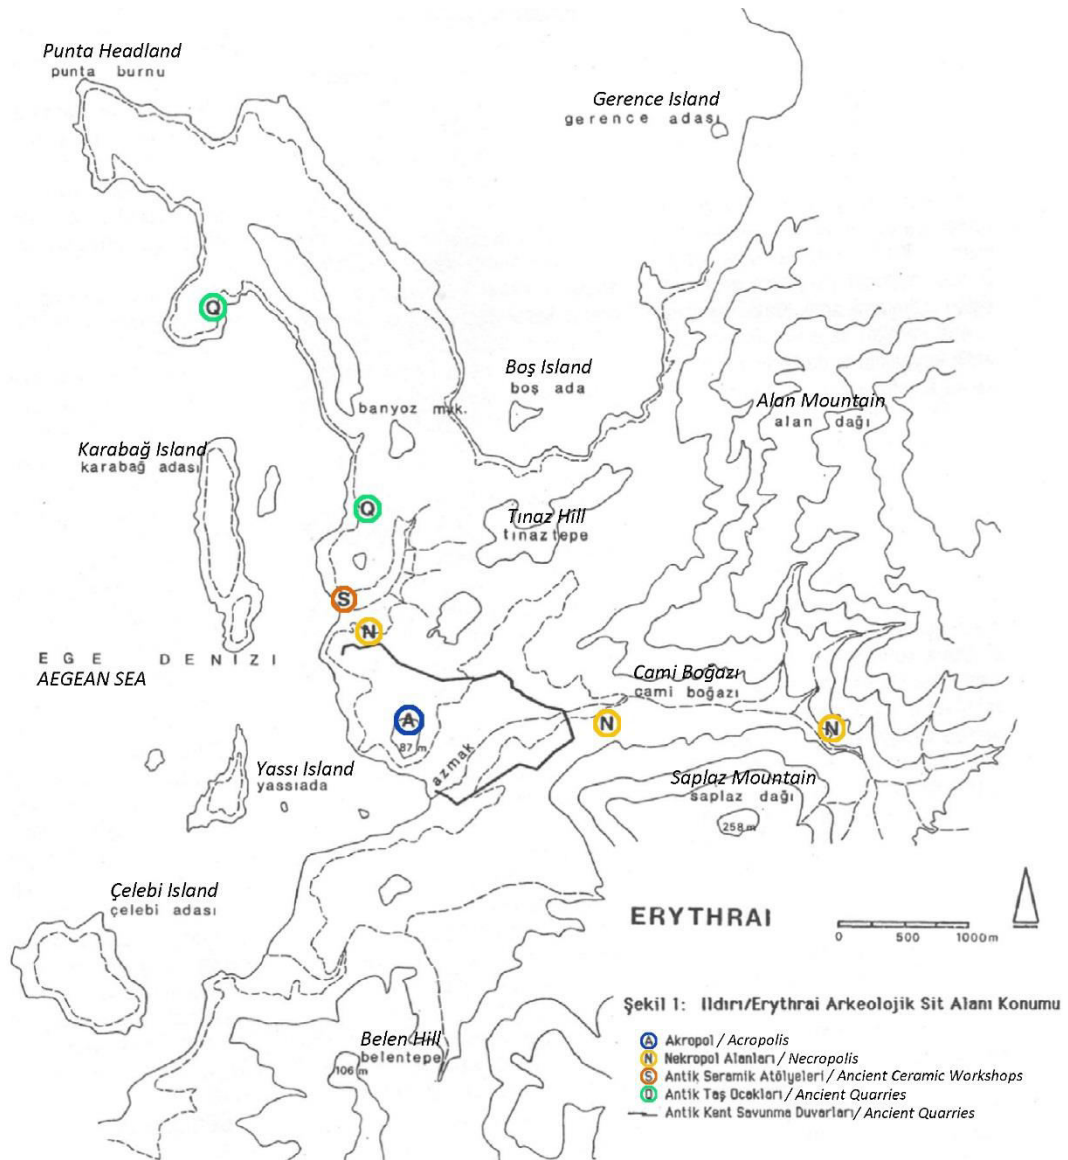 Punta Headland
punta burnu
Gerence Island
gerence adası
Q
Boş Island
boş ada
Alan Mountain
alan dağı
banyoz mvk.
Karabağ Island
karabağ adası
Q
Tınaz Hill
tınaztepe
S
N
EGE DENIZI
AEGEAN SEA
Cami Boğazı
cami boğazı
A
N
N
87 m
azmak
Yassı Island
yassıada
Saplaz Mountain
saplaz dağı
258 m
Çelebi Island
çelebi adası
ERYTHRAI
0 500 1000m
Şekil 1: Ildırı/Erythrai Arkeolojik Sit Alanı Konumu
Belen Hill
belentepe
106 m
A Akropol / Acropolis
N Nekropol Alanları / Necropolis
S Antik Seramik Atölyeleri / Ancient Ceramic Workshops
Q Antik Taş Ocakları / Ancient Quarries
Antik Kent Savunma Duvarları / Ancient Quarries